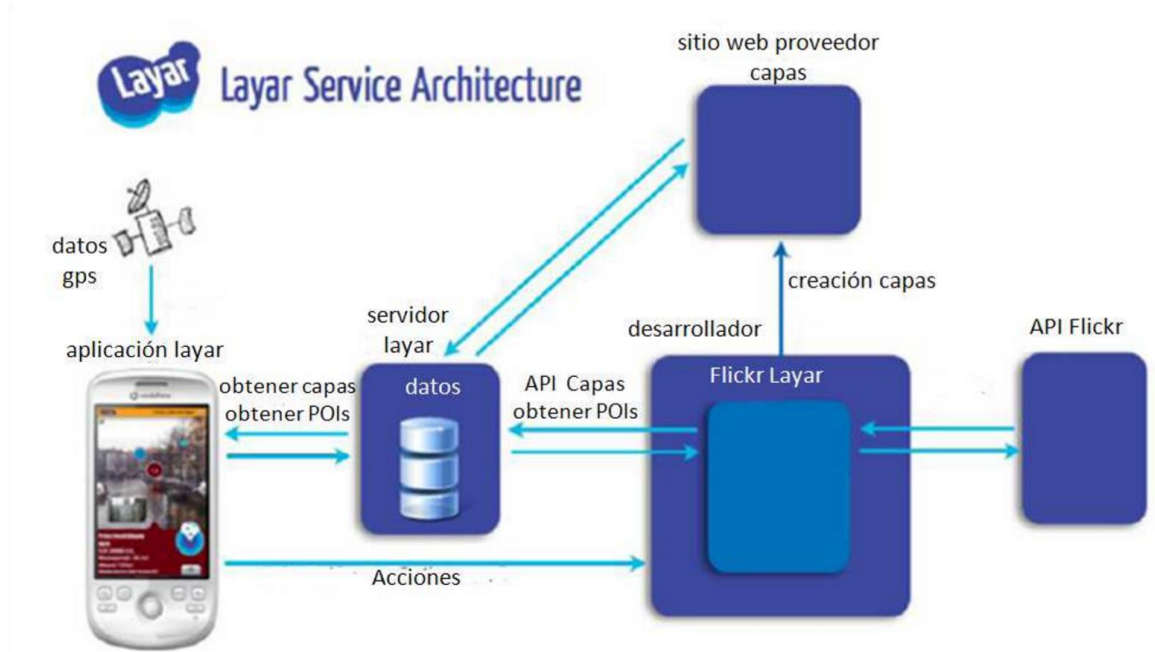 Layar
Layar Service Architecture
sitio web proveedor
capas
datos
gps
creación capas
servidor
layar
desarrollador
API Flickr
aplicación layar
obtener capas
obtener POIs
datos
API Capas
obtener POIs
Flickr Layar
Acciones